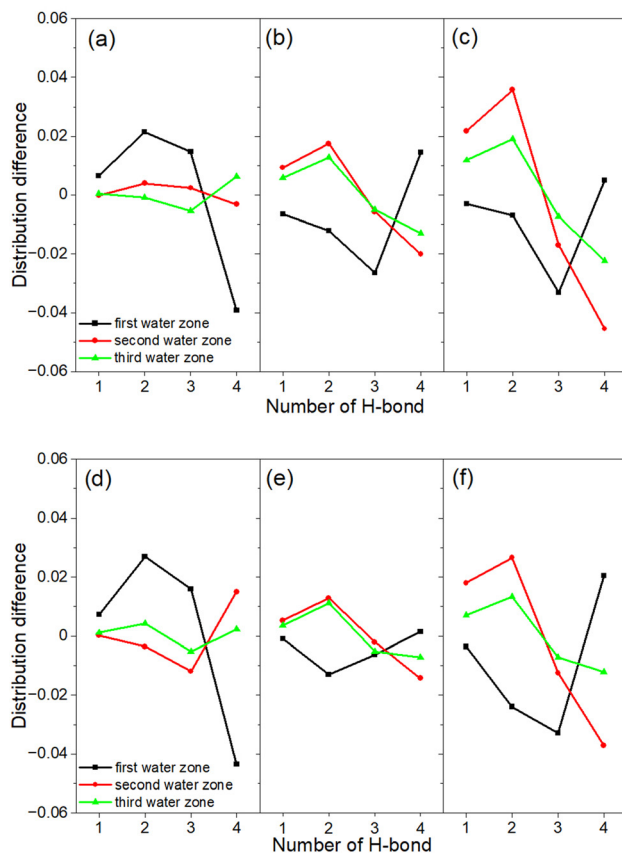 (a)
(b)
(c)
0.06
0.04
0.02
0
−0.02
−0.04
−0.06
Distribution difference
first water zone
second water zone
third water zone
1 2 3 4 1 2 3 4 1 2 3 4
Number of H-bond
(d)
(e)
(f)
0.06
0.04
0.02
0
−0.02
−0.04
−0.06
Distribution difference
first water zone
second water zone
third water zone
1 2 3 4 1 2 3 4 1 2 3 4
Number of H-bond